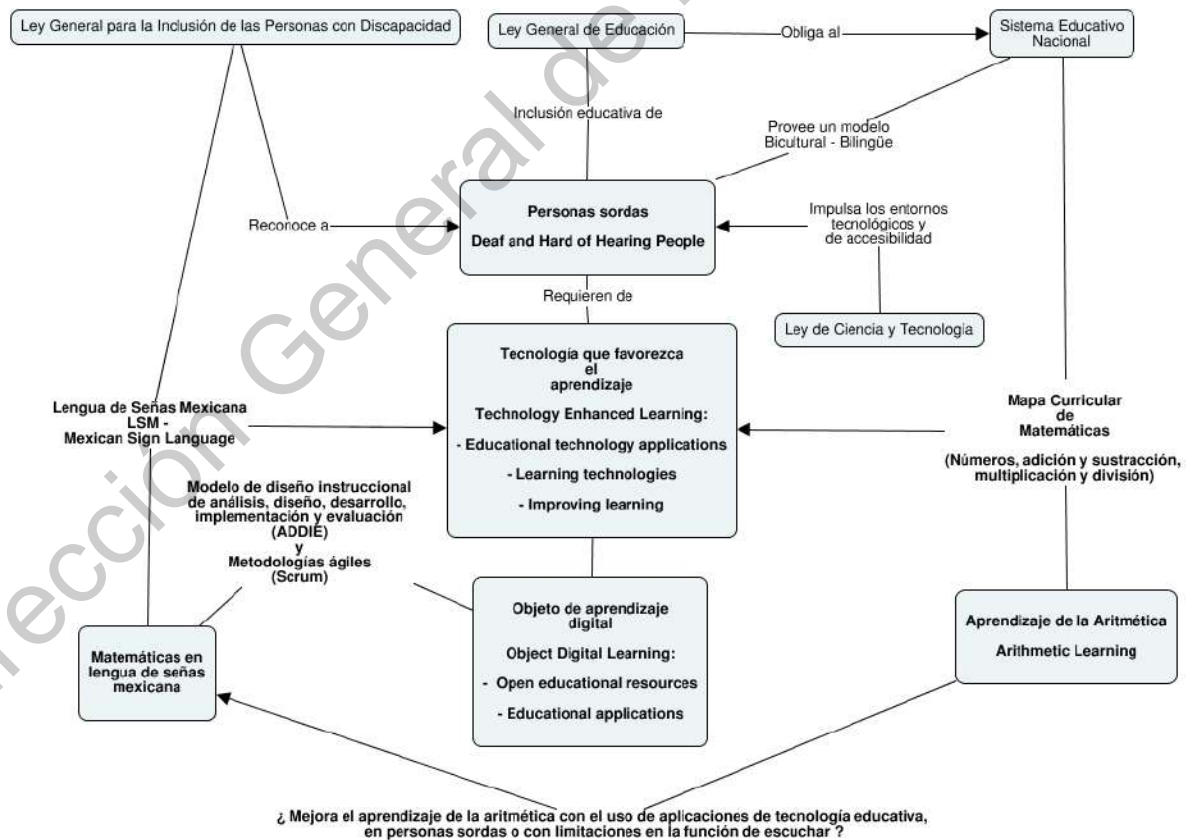 Ley General para la Inclusión de las Personas con Discapacidad
Ley General de Educación
Obliga al
Sistema Educativo
Nacional
Inclusión educativa de
Provee un modelo
Bicultural - Bilingüe
Reconoce a
Personas sordas
Deaf and Hard of Hearing People
Impulsa los entornos
tecnológicos y
de accesibilidad
Requieren de
Ley de Ciencia y Tecnología
Tecnología que favorezca
el
aprendizaje
Technology Enhanced Learning:
- Educational technology applications
- Learning technologies
- Improving learning
Lengua de Señas Mexicana
LSM -
Mexican Sign Language
Mapa Curricular
de
Matemáticas
(Números, adición y sustracción,
multiplicación y división)
Modelo de diseño instruccional
de análisis, diseño, desarrollo,
implementación y evaluación
(ADDIE)
y
Metodologías ágiles
(Scrum)
Matemáticas en
lengua de señas
mexicana
Objeto de aprendizaje
digital
Object Digital Learning:
- Open educational resources
- Educational applications
Aprendizaje de la Aritmética
Arithmetic Learning
¿ Mejora el aprendizaje de la aritmética con el uso de aplicaciones de tecnología educativa,
en personas sordas o con limitaciones en la función de escuchar ?
rección General de